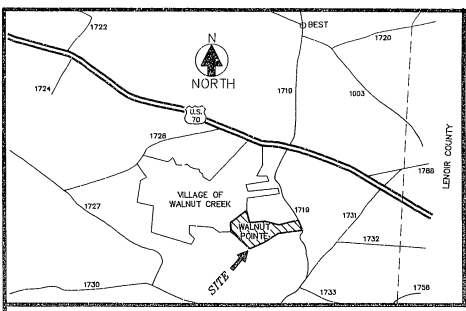 1722
BEST
1720
N
NORTH
1724
1719
1003
U.S.
70
1728
1788
LENOIR COUNTY
VILLAGE OF
WALNUT CREEK
1727
WALNUT
POINTE
1719
1731
1732
SITE
1730
1733
1756